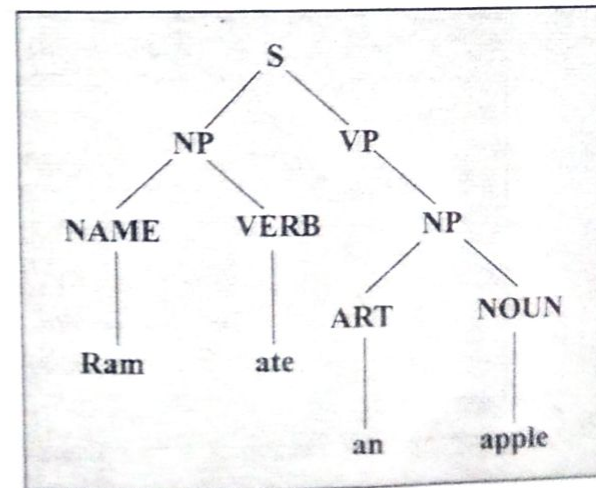 S
NP VP
NAME VERB NP
ART NOUN
Ram ate
an apple